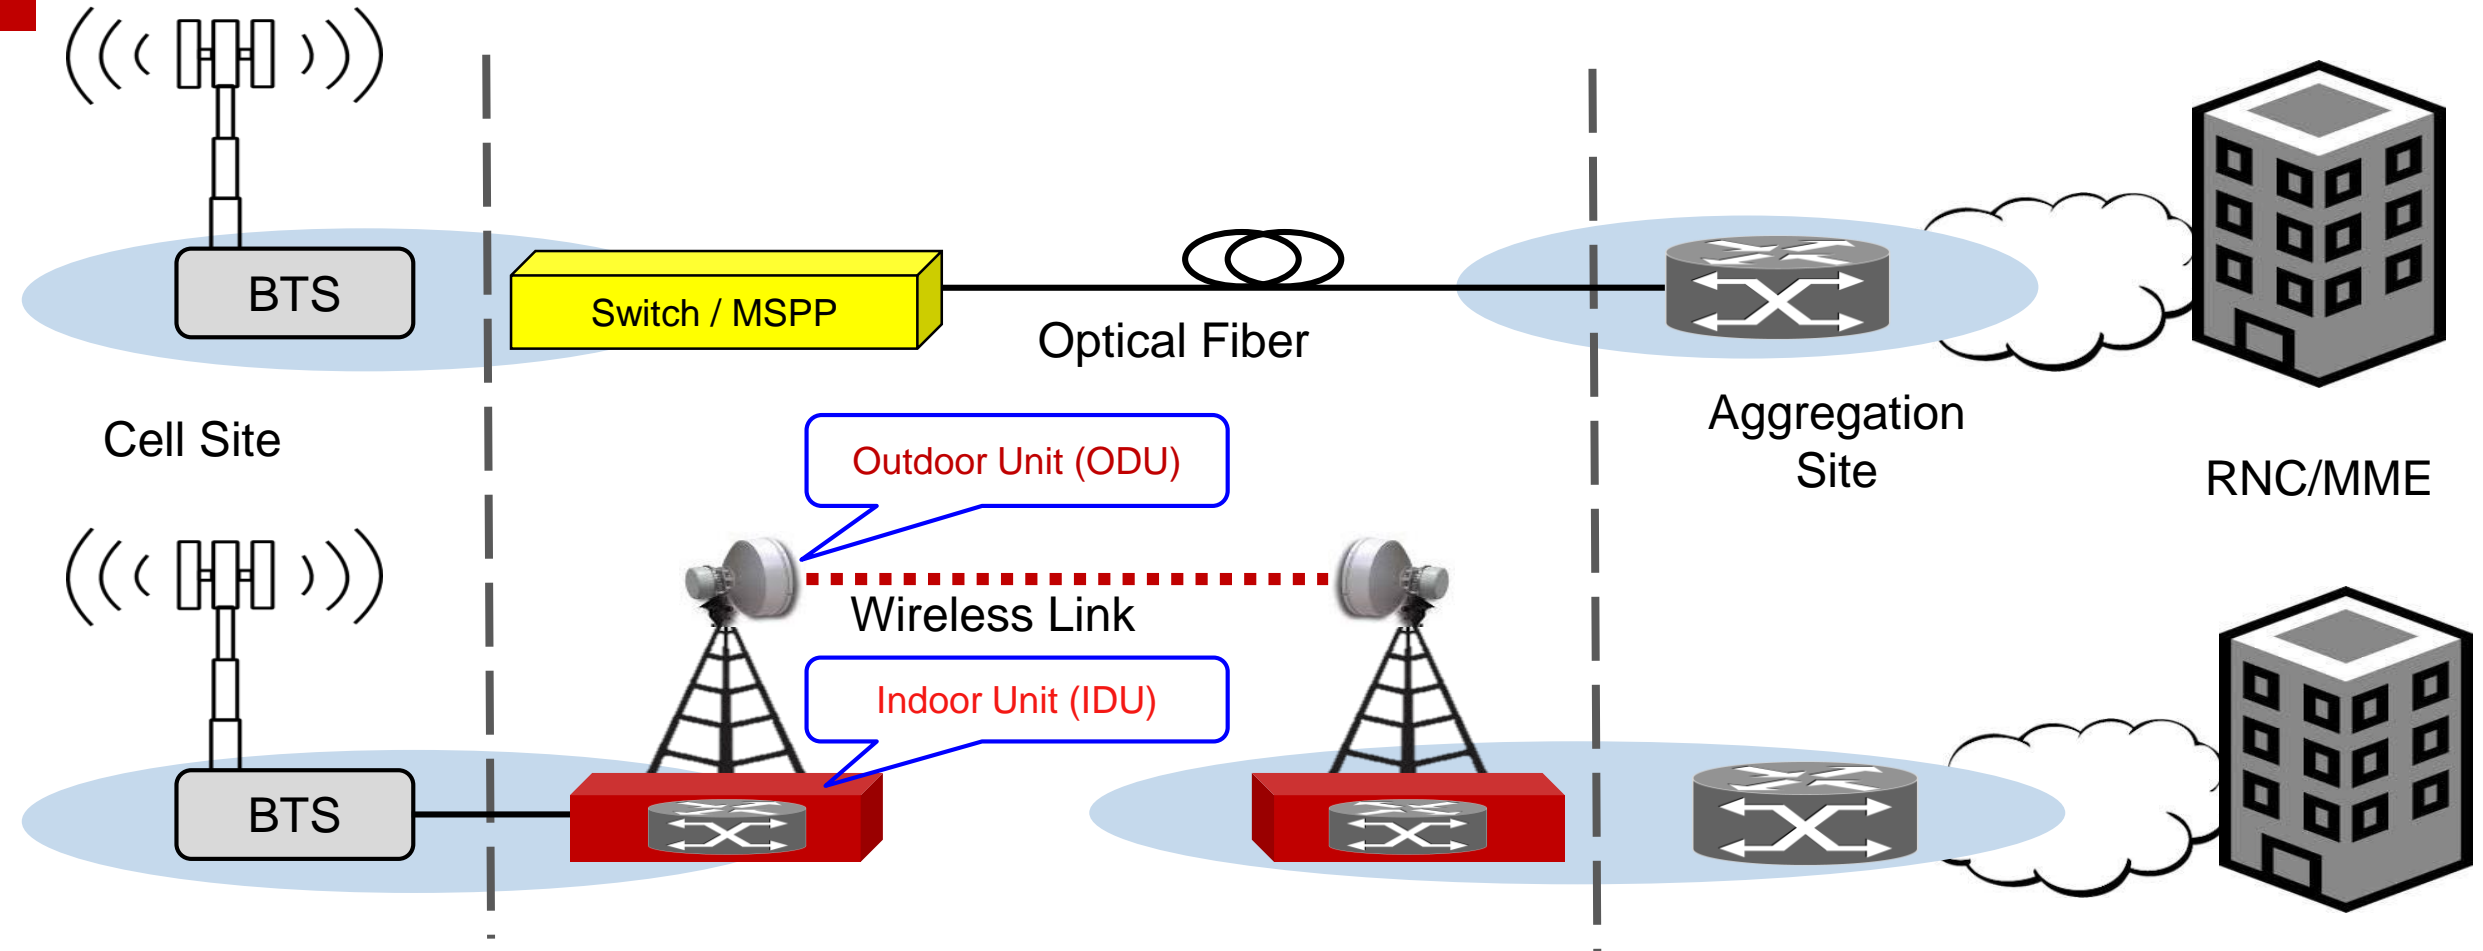 BTS
Switch / MSPP
Optical Fiber
Cell Site
Aggregation
Site
RNC/MME
Outdoor Unit (ODU)
Wireless Link
Indoor Unit (IDU)
BTS